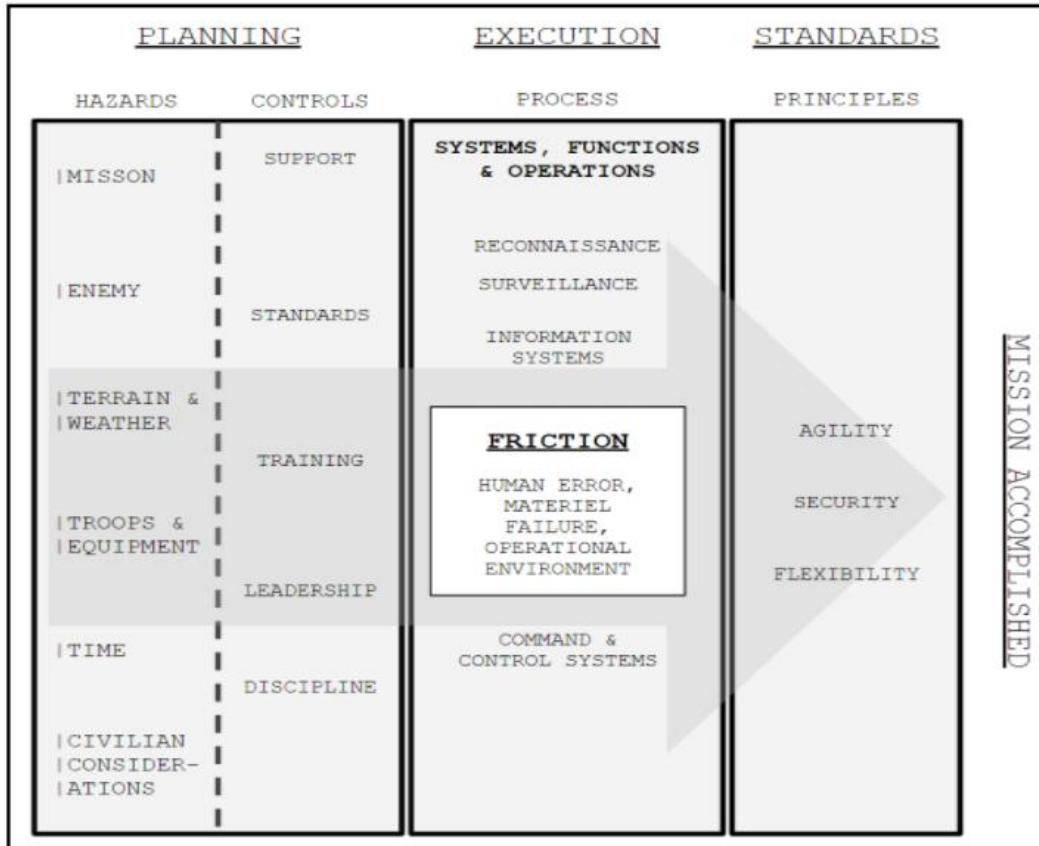 PLANNING
EXECUTION
STANDARDS
HAZARDS
CONTROLS
PROCESS
PRINCIPLES
|MISSON
|ENEMY
|TERRAIN &
|WEATHER
|TROOPS &
|EQUIPMENT
|TIME
|CIVILIAN
|CONSIDER-
|ATIONS
SUPPORT
STANDARDS
TRAINING
LEADERSHIP
DISCIPLINE
SYSTEMS, FUNCTIONS
& OPERATIONS
RECONNAISSANCE
SURVEILLANCE
INFORMATION
SYSTEMS
FRICTION
HUMAN ERROR,
MATERIEL
FAILURE,
OPERATIONAL
ENVIRONMENT
COMMAND &
CONTROL SYSTEMS
AGILITY
SECURITY
FLEXIBILITY
MISSION ACCOMPLISHED